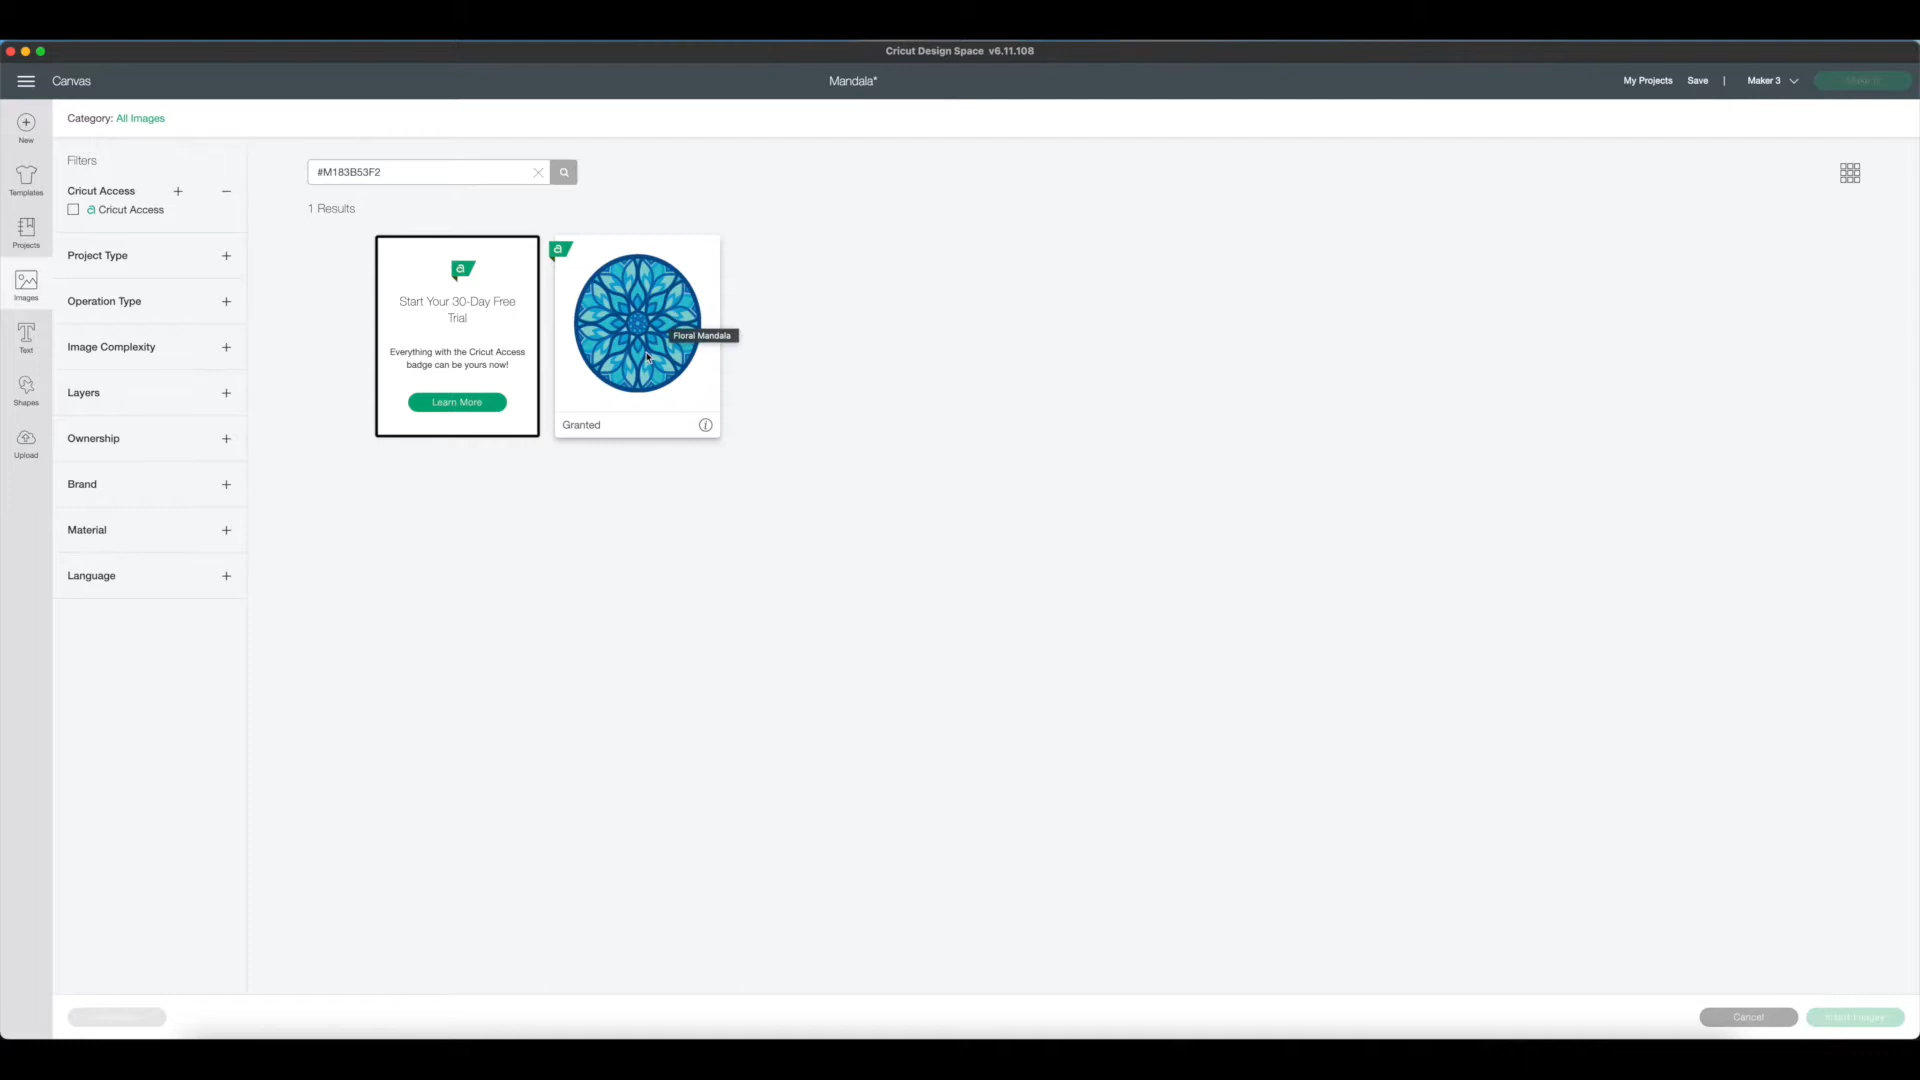 Cricut Design Space v6.11.108
Canvas
Mandala*
My Projects
Save
|
Maker 3
New
Templates
Projects
Images
Text
Shapes
Upload
Category: All Images
Filters
Cricut Access
a Cricut Access
Project Type
Operation Type
Image Complexity
Layers
Ownership
Brand
Material
Language
#M183B53F2
1 Results
a
Start Your 30-Day Free
Trial
Everything with the Cricut Access
badge can be yours now!
Learn More
a
Floral Mandala
Granted
Cancel